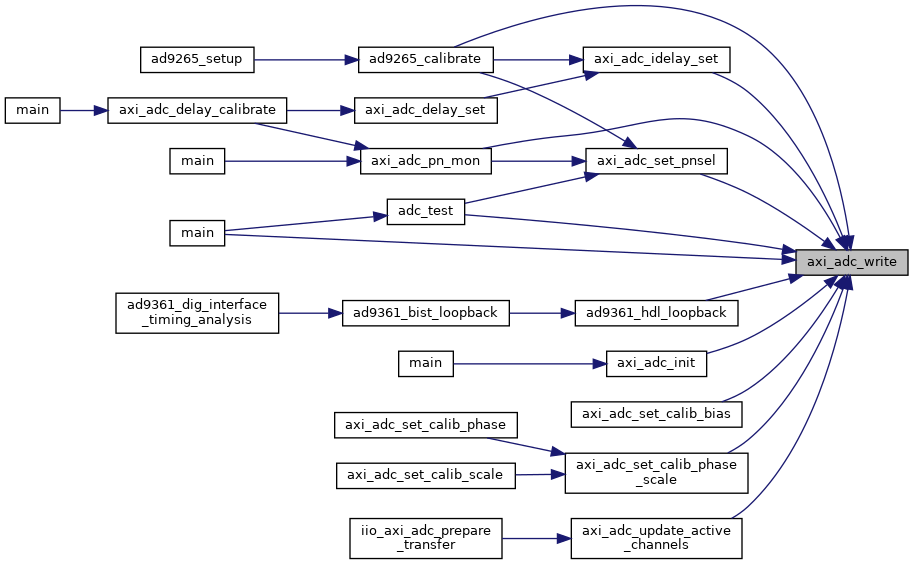 ad9265_setup
ad9265_calibrate
axi_adc_idelay_set
main
axi_adc_delay_calibrate
axi_adc_delay_set
main
axi_adc_pn_mon
axi_adc_set_pnsel
adc_test
main
axi_adc_write
ad9361_dig_interface
_timing_analysis
ad9361_bist_loopback
ad9361_hdl_loopback
main
axi_adc_init
axi_adc_set_calib_bias
axi_adc_set_calib_phase
axi_adc_set_calib_scale
axi_adc_set_calib_phase
_scale
iio_axi_adc_prepare
_transfer
axi_adc_update_active
_channels